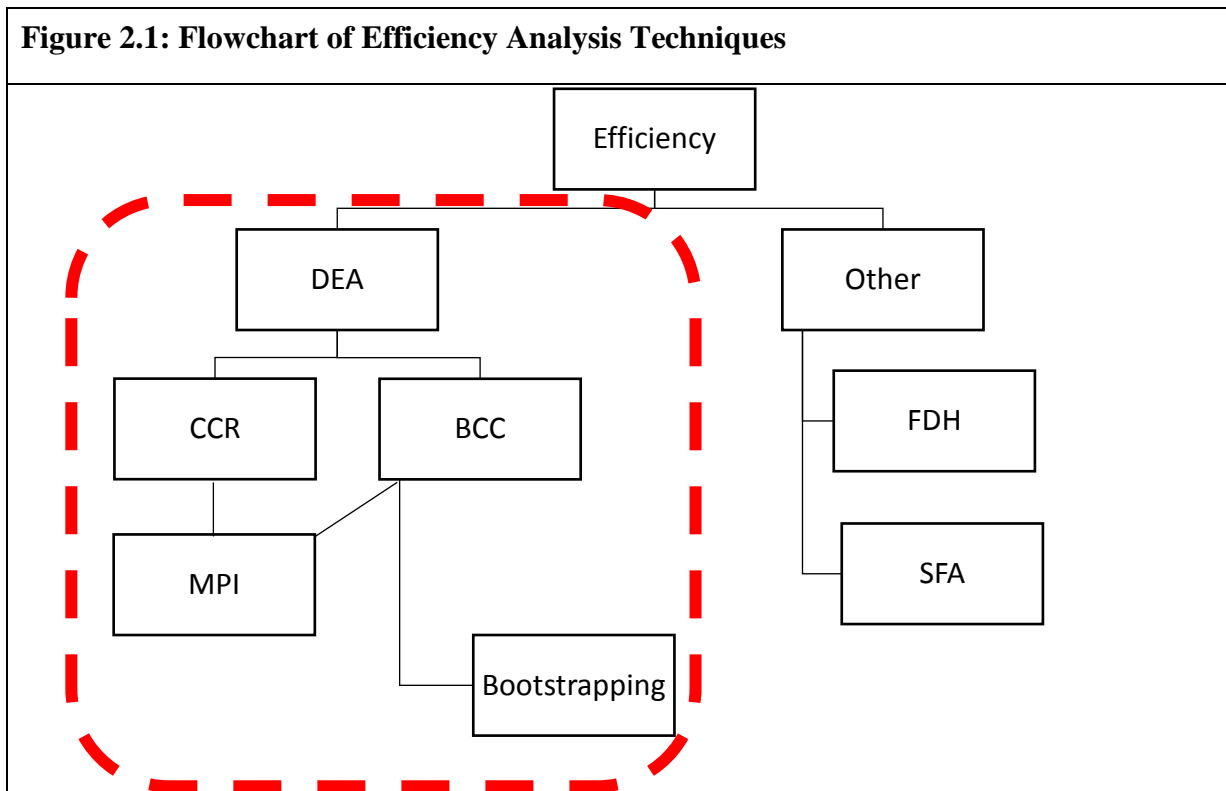 Figure 2.1: Flowchart of Efficiency Analysis Techniques
Efficiency
DEA
Other
CCR
BCC
FDH
MPI
SFA
Bootstrapping